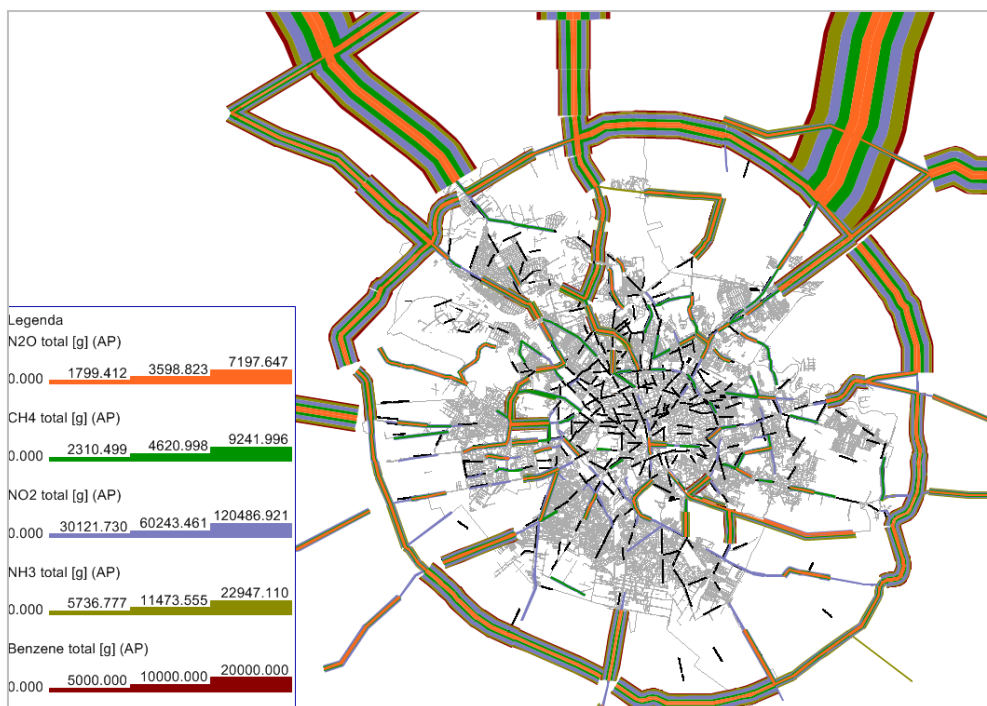 Legenda
N2O total [g] (AP)
0.000 1799.412 3598.823 7197.647
CH4 total [g] (AP)
0.000 2310.499 4620.998 9241.996
NO2 total [g] (AP)
0.000 30121.730 60243.461 120486.921
NH3 total [g] (AP)
0.000 5736.777 11473.555 22947.110
Benzene total [g] (AP)
0.000 5000.000 10000.000 20000.000